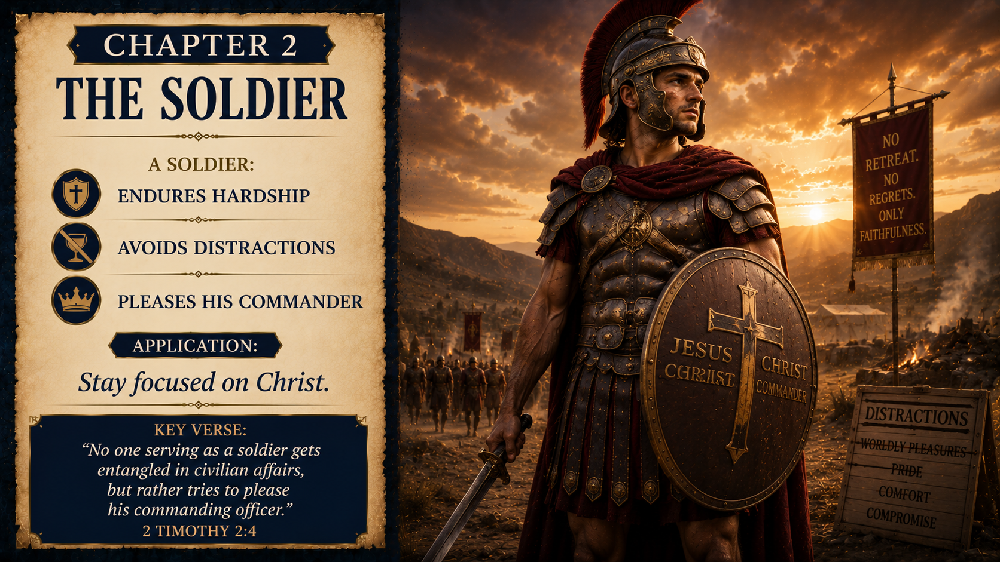 CHAPTER 2
THE SOLDIER
A SOLDIER:
ENDURES HARDSHIP
AVOIDS DISTRACTIONS
PLEASES HIS COMMANDER
APPLICATION:
Stay focused on Christ.
KEY VERSE:
“No one serving as a soldier gets
entangled in civilian affairs,
but rather tries to please
his commanding officer.”
2 TIMOTHY 2:4
NO
RETREAT.
NO
REGRETS.
ONLY
FAITHFULNESS.
JESUS
CHRIST
COMMANDER
DISTRACTIONS
WORLDLY PLEASURES
PRIDE
COMFORT
COMPROMISE